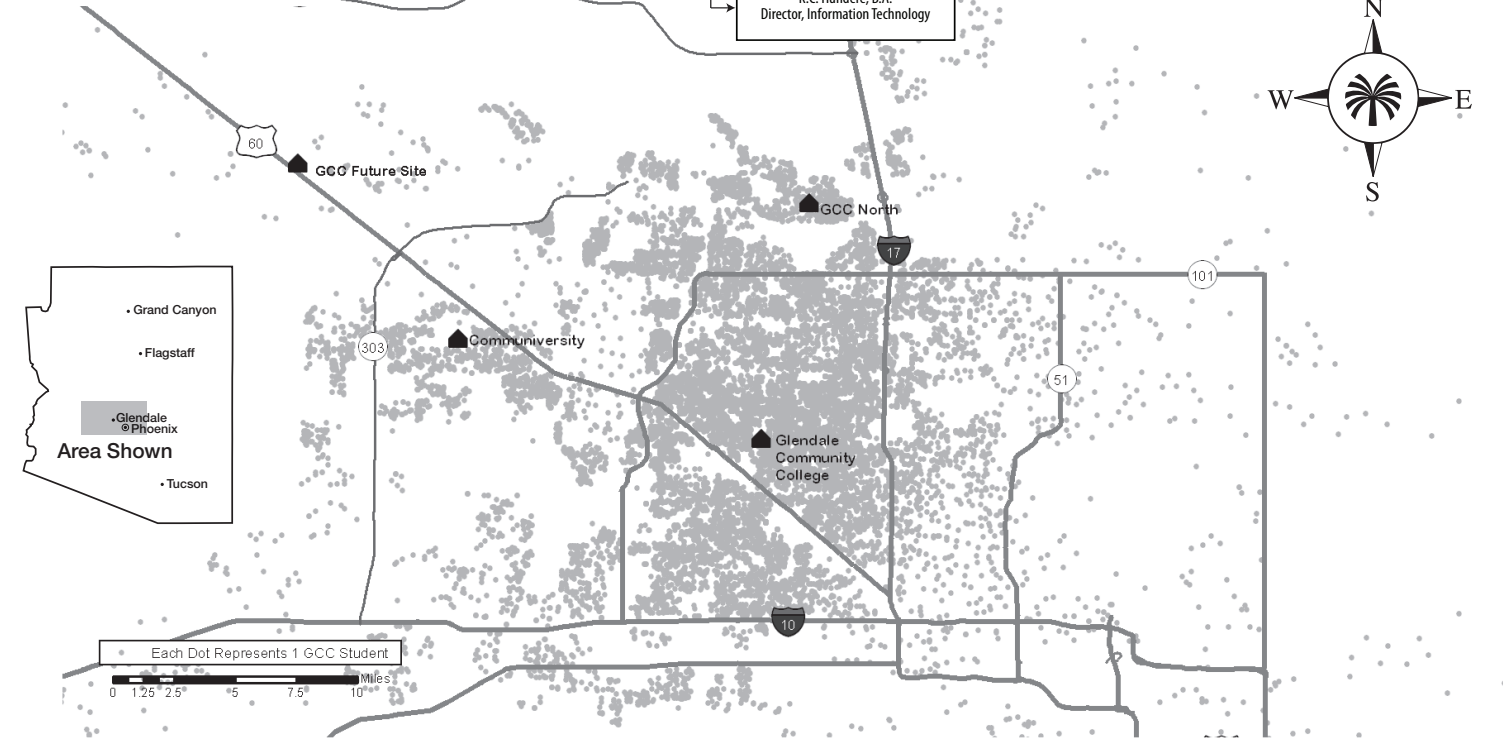 R.C. Handere, B.A.
Director, Information Technology
N
W
E
S
60
GCC Future Site
GCC North
17
101
Grand Canyon
Flagstaff
Glendale
Phoenix
Area Shown
Tucson
303
Communiversity
51
Glendale
Community
College
10
Each Dot Represents 1 GCC Student
Miles
0 1.25 2.5 5 7.5 10